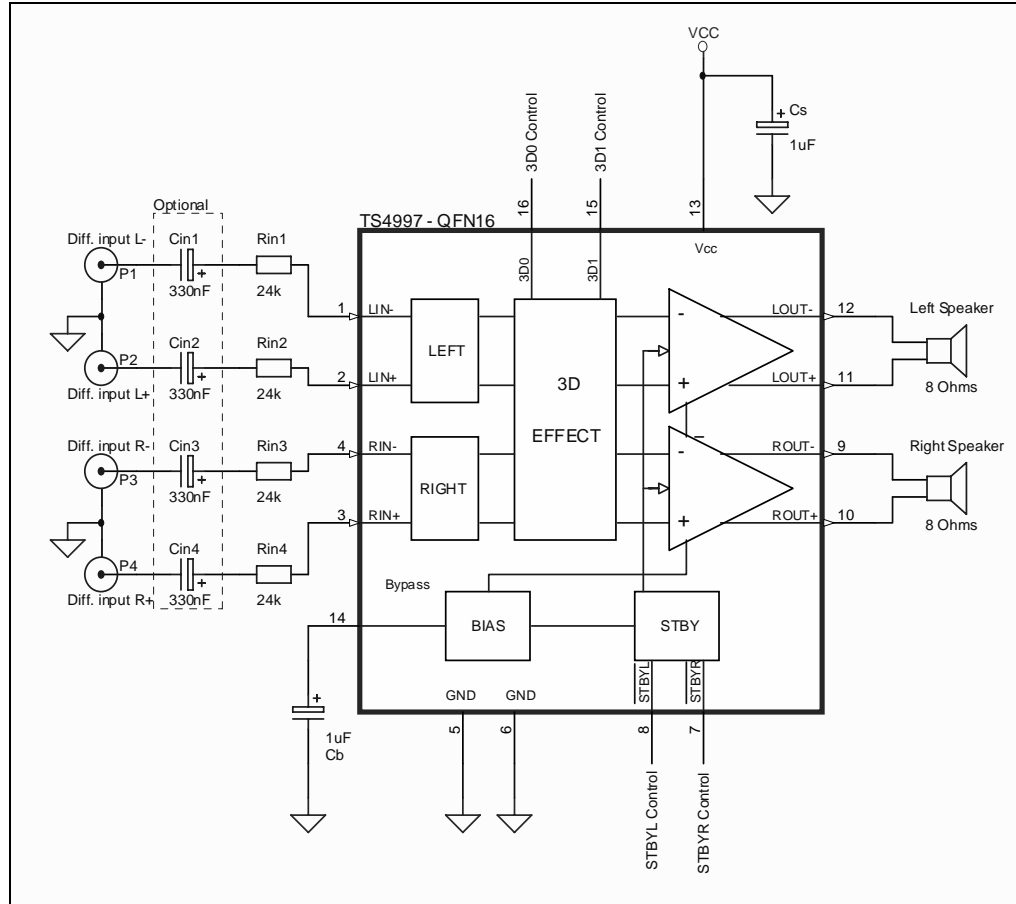 VCC
Cs
+
1uF
3D0 Control
3D1 Control
16
15
13
Optional
TS4997 - QFN16
Vcc
3D0
3D1
Diff. input L-
Cin1
Rin1
P1
+
330nF
24k
1
LIN-
LEFT
-
LOUT-
12
Left Speaker
P2
Cin2
Rin2
2
LIN+
3D
EFFECT
+
LOUT+
11
8 Ohms
Diff. input L+
330nF
+
24k
Diff. input R-
Cin3
Rin3
4
RIN-
RIGHT
-
ROUT-
9
Right Speaker
P3
+
330nF
24k
3
RIN+
+
ROUT+
10
8 Ohms
P4
Cin4
Rin4
Diff. input R+
330nF
+
24k
Bypass
14
BIAS
STBY
STBYL
STBYR
+
1uF
Cb
GND
GND
5
6
8
7
STBYL Control
STBYR Control